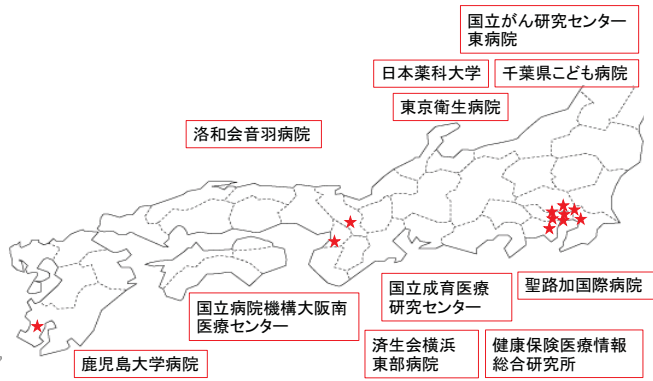 国立がん研究センター
東病院
日本薬科大学
千葉県こども病院
東京衛生病院
洛和会音羽病院
国立成育医療
研究センター
聖路加国際病院
国立病院機構大阪南
医療センター
済生会横浜
東部病院
健康保険医療情報
総合研究所
鹿児島大学病院